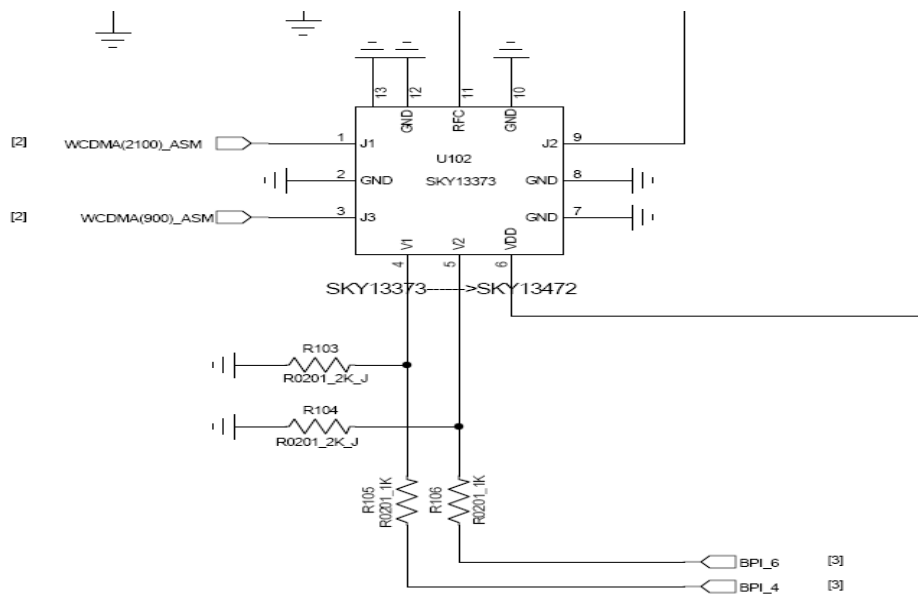 13
GND
12
RFC
11
GND
10
[2]
WCDMA(2100)_ASM
1
J1
J2
9
U102
2
GND
SKY13373
GND
8
[2]
WCDMA(900)_ASM
3
J3
GND
7
V1
V2
VDD
4
5
6
SKY13373------>SKY13472
R103
R0201_2K_J
R104
R0201_2K_J
R105
R0201_1K
R106
R0201_1K
BPI_6
[3]
BPI_4
[3]